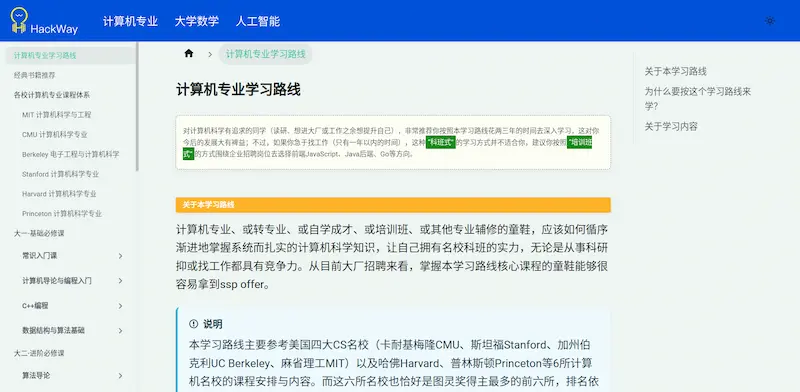 HackWay
计算机专业
大学数学
人工智能
计算机专业学习路线
经典书籍推荐
各校计算机专业课程体系
MIT 计算机科学与工程
CMU 计算机科学专业
Berkeley 电子工程与计算机科学
Stanford 计算机科学专业
Harvard 计算机科学专业
Princeton 计算机科学专业
大一-基础必修课
常识入门课
计算机导论与编程入门
C++编程
数据结构与算法基础
大二-进阶必修课
算法导论
计算机专业学习路线
计算机专业学习路线
对计算机科学有追求的同学（读研、想进大厂或工作之余想提升自己），非常推荐你按照本学习路线花两三年的时间去深入学习，这对你
今后的发展大有裨益；不过，如果你急于找工作（只有一年以内的时间），这种 "科班式" 的学习方式并不适合你，建议你按照 "培训班
式" 的方式围绕企业招聘岗位去选择前端JavaScript、Java后端、Go等方向。
关于本学习路线
计算机专业、或转专业、或自学成才、或培训班、或其他专业辅修的童鞋，应该如何循序
渐进地掌握系统而扎实的计算机科学知识，让自己拥有名校科班的实力，无论是从事科研
抑或找工作都具有竞争力。从目前大厂招聘来看，掌握本学习路线核心课程的童鞋能够很
容易拿到ssp offer。
说明
本学习路线主要参考美国四大CS名校（卡耐基梅隆CMU、斯坦福Stanford、加州伯
克利UC Berkeley、麻省理工MIT）以及哈佛Harvard、普林斯顿Princeton等6所计算
机名校的课程安排与内容。而这六所名校也恰好是图灵奖得主最多的前六所，排名依
关于本学习路线
为什么要按这个学习路线来
学？
关于学习内容